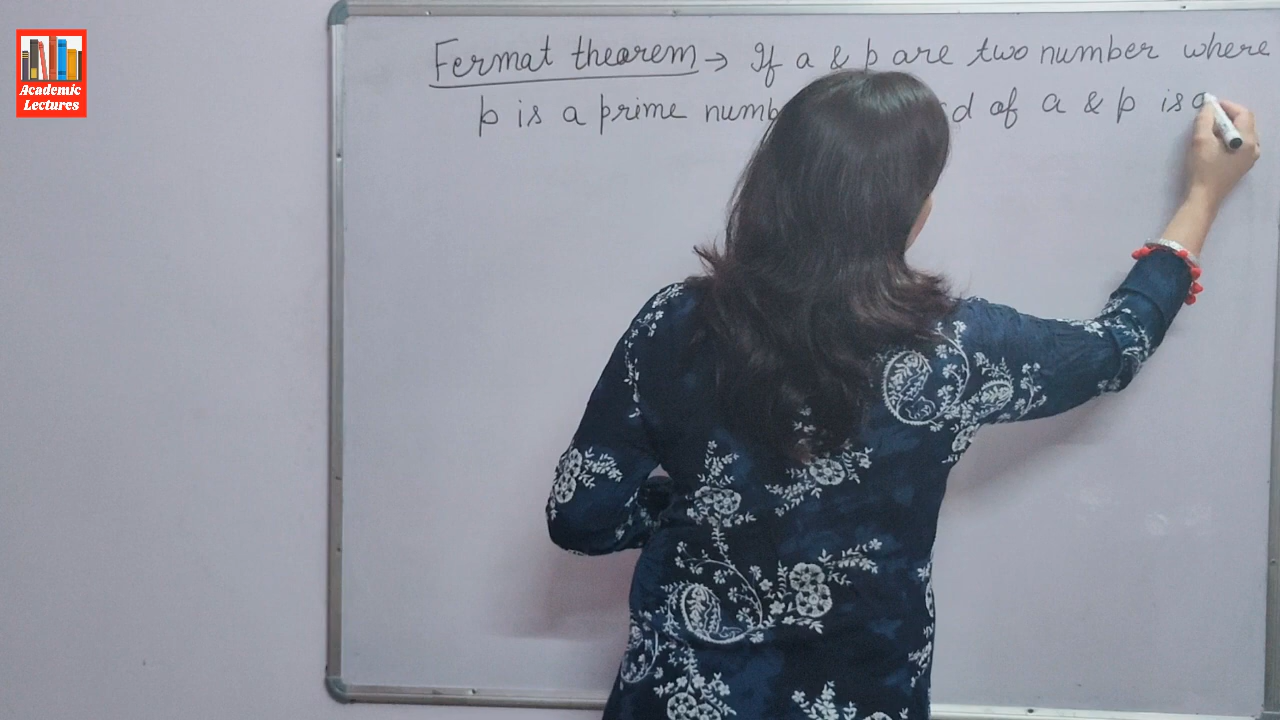 Academic
Lectures
Fermat theorem → If a & p are two number where
p is a prime numb d of a & p is